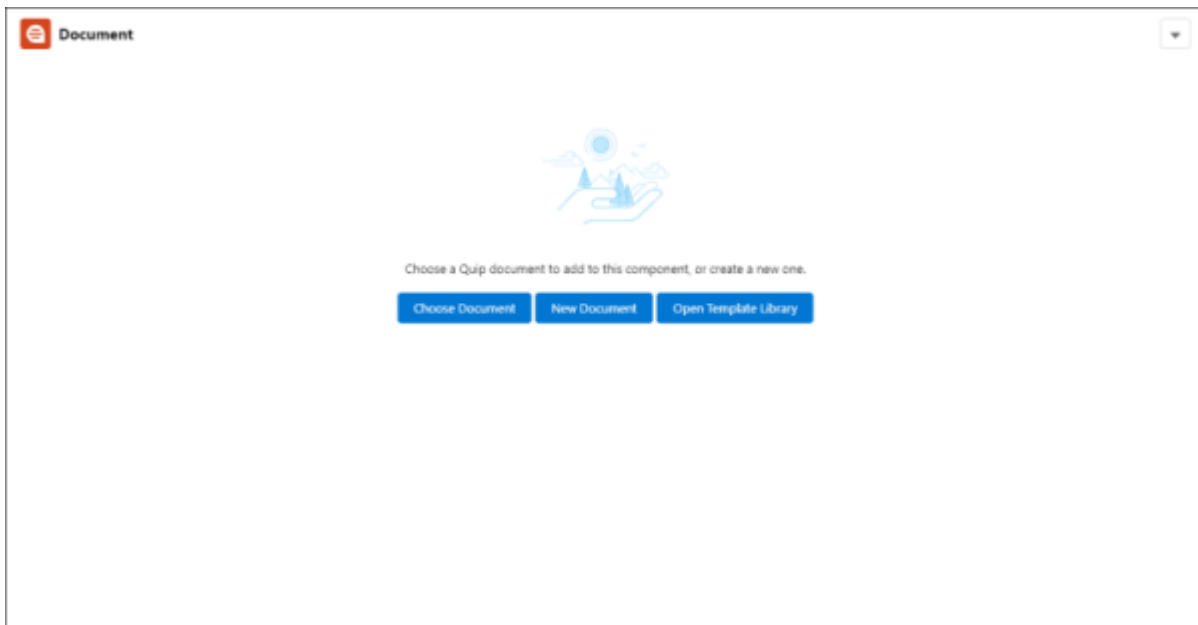 Document
Choose a Quip document to add to this component, or create a new one.
Choose Document New Document Open Template Library